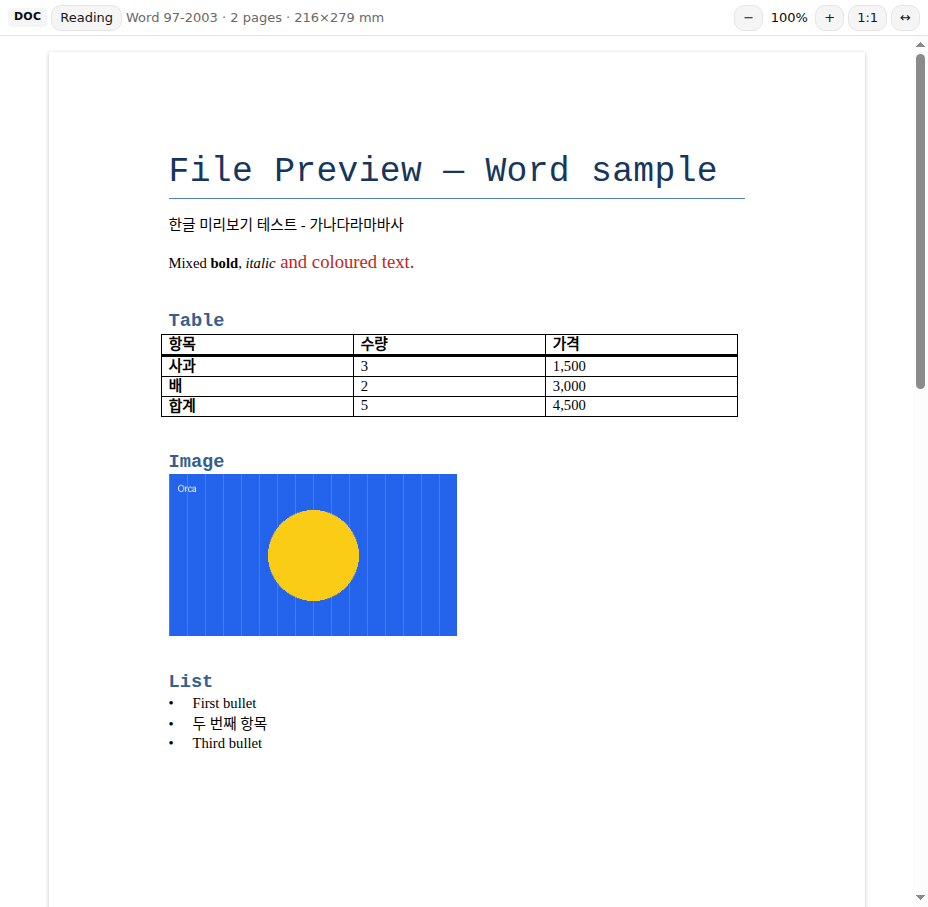 DOC Reading Word 97-2003 · 2 pages · 216×279 mm − 100% + 1:1 ↔
File Preview — Word sample
한글 미리보기 테스트 - 가나다라마바사
Mixed bold, italic and coloured text.
Table
항목 수량 가격
사과 3 1,500
배 2 3,000
합계 5 4,500
Image
Orca
List
• First bullet
• 두 번째 항목
• Third bullet